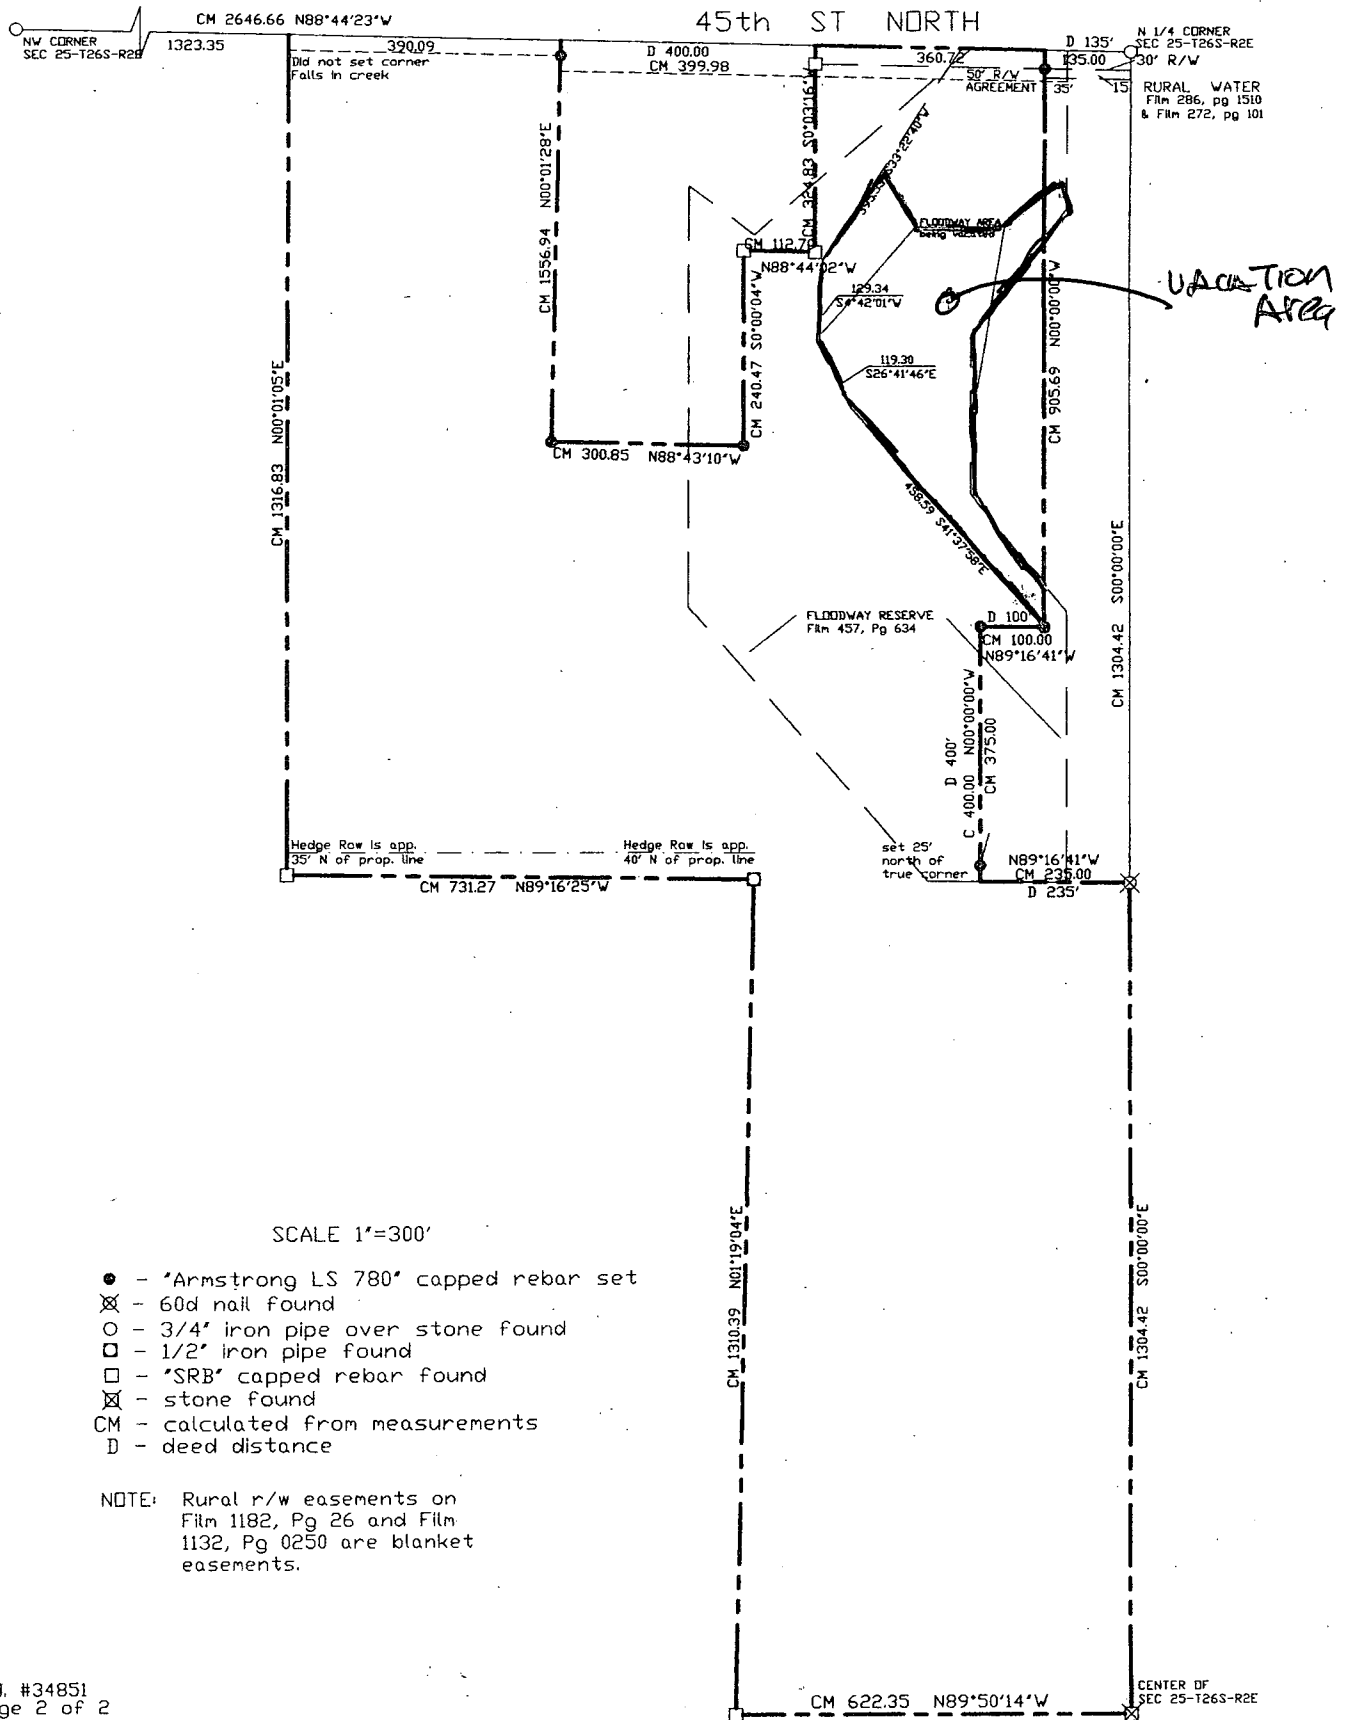 CM 2646.66 N88°44'23"W
45th ST NORTH
NW CORNER
SEC 25-T26S-R2E
1323.35
390.09
Did not set corner
Falls in creek
D 400.00
CM 399.98
360.72
D 135'
135.00
N 1/4 CORNER
SEC 25-T26S-R2E
30' R/W
50' R/W
AGREEMENT
35'
15
RURAL WATER
Film 286, pg 1510
& Film 272, pg 101
CM 1556.94 N00°01'28"E
CM 324.83 S0°03'16"W
395.35 S33°22'40"W
FLOODWAY AREA
being vacated
CM 112.70
N88°44'02"W
129.34
S4°42'01"W
VACATION
Area
CM 240.47 S0°00'04"W
119.30
S26°41'46"E
CM 905.69 N00°00'00"W
CM 1316.83 N00°01'05"E
CM 300.85 N88°43'10"W
458.59 S41°37'58"E
CM 1304.42 S00°00'00"E
FLOODWAY RESERVE
Film 457, Pg 634
D 100'
CM 100.00
N89°16'41"W
D 400'
C 400.00 N00°00'00"W
CM 375.00
Hedge Row is app.
35' N of prop. line
Hedge Row is app.
40' N of prop. line
set 25'
north of
true corner
N89°16'41"W
CM 235.00
D 235'
CM 731.27 N89°16'25"W
CM 1310.39 N01°19'04"E
CM 1304.42 S00°00'00"E
SCALE 1"=300'
"Armstrong LS 780" capped rebar set
- 60d nail found
- 3/4" iron pipe over stone found
- 1/2" iron pipe found
- "SRB" capped rebar found
- stone found
CM - calculated from measurements
D - deed distance
NOTE: Rural r/w easements on
Film 1182, Pg 26 and Film
1132, Pg 0250 are blanket
easements.
#34851
ge 2 of 2
CM 622.35 N89°50'14"W
CENTER OF
SEC 25-T26S-R2E